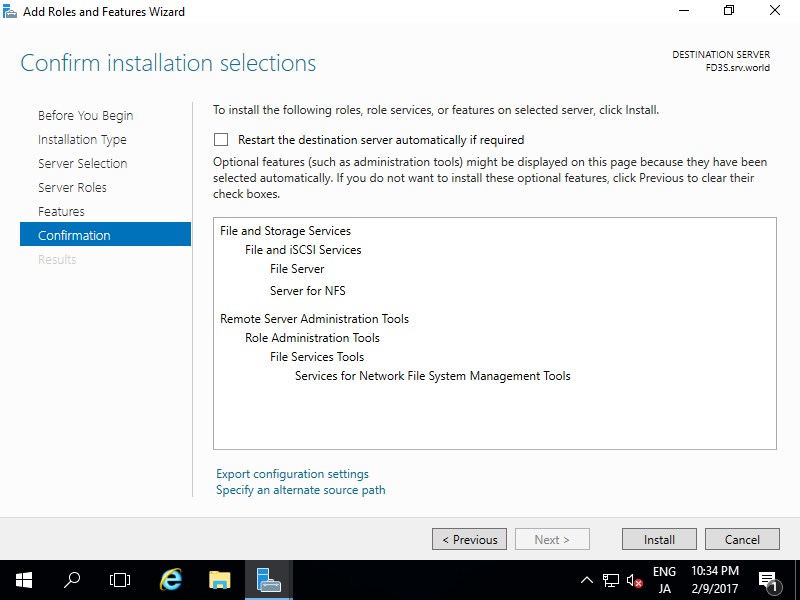 Add Roles and Features Wizard
Confirm installation selections
DESTINATION SERVER
FD3S.srv.world
Before You Begin
Installation Type
Server Selection
Server Roles
Features
Confirmation
Results
To install the following roles, role services, or features on selected server, click Install.
Restart the destination server automatically if required
Optional features (such as administration tools) might be displayed on this page because they have been
selected automatically. If you do not want to install these optional features, click Previous to clear their
check boxes.
File and Storage Services
File and iSCSI Services
File Server
Server for NFS
Remote Server Administration Tools
Role Administration Tools
File Services Tools
Services for Network File System Management Tools
Export configuration settings
Specify an alternate source path
< Previous
Next >
Install
Cancel
ENG
JA
10:34 PM
2/9/2017
1